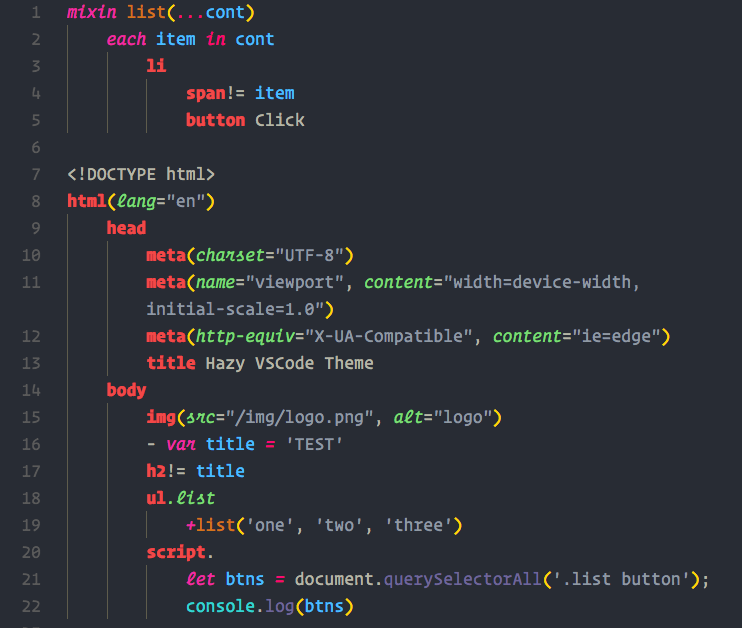 1 mixin list(...cont)
2     each item in cont
3         li
4             span!= item
5             button Click
6
7 <!DOCTYPE html>
8 html(lang="en")
9     head
10         meta(charset="UTF-8")
11         meta(name="viewport", content="width=device-width,
        initial-scale=1.0")
12         meta(http-equiv="X-UA-Compatible", content="ie=edge")
13         title Hazy VSCode Theme
14     body
15         img(src="/img/logo.png", alt="logo")
16         - var title = 'TEST'
17         h2!= title
18         ul.list
19             +list('one', 'two', 'three')
20         script.
21             let btns = document.querySelectorAll('.list button');
22             console.log(btns)